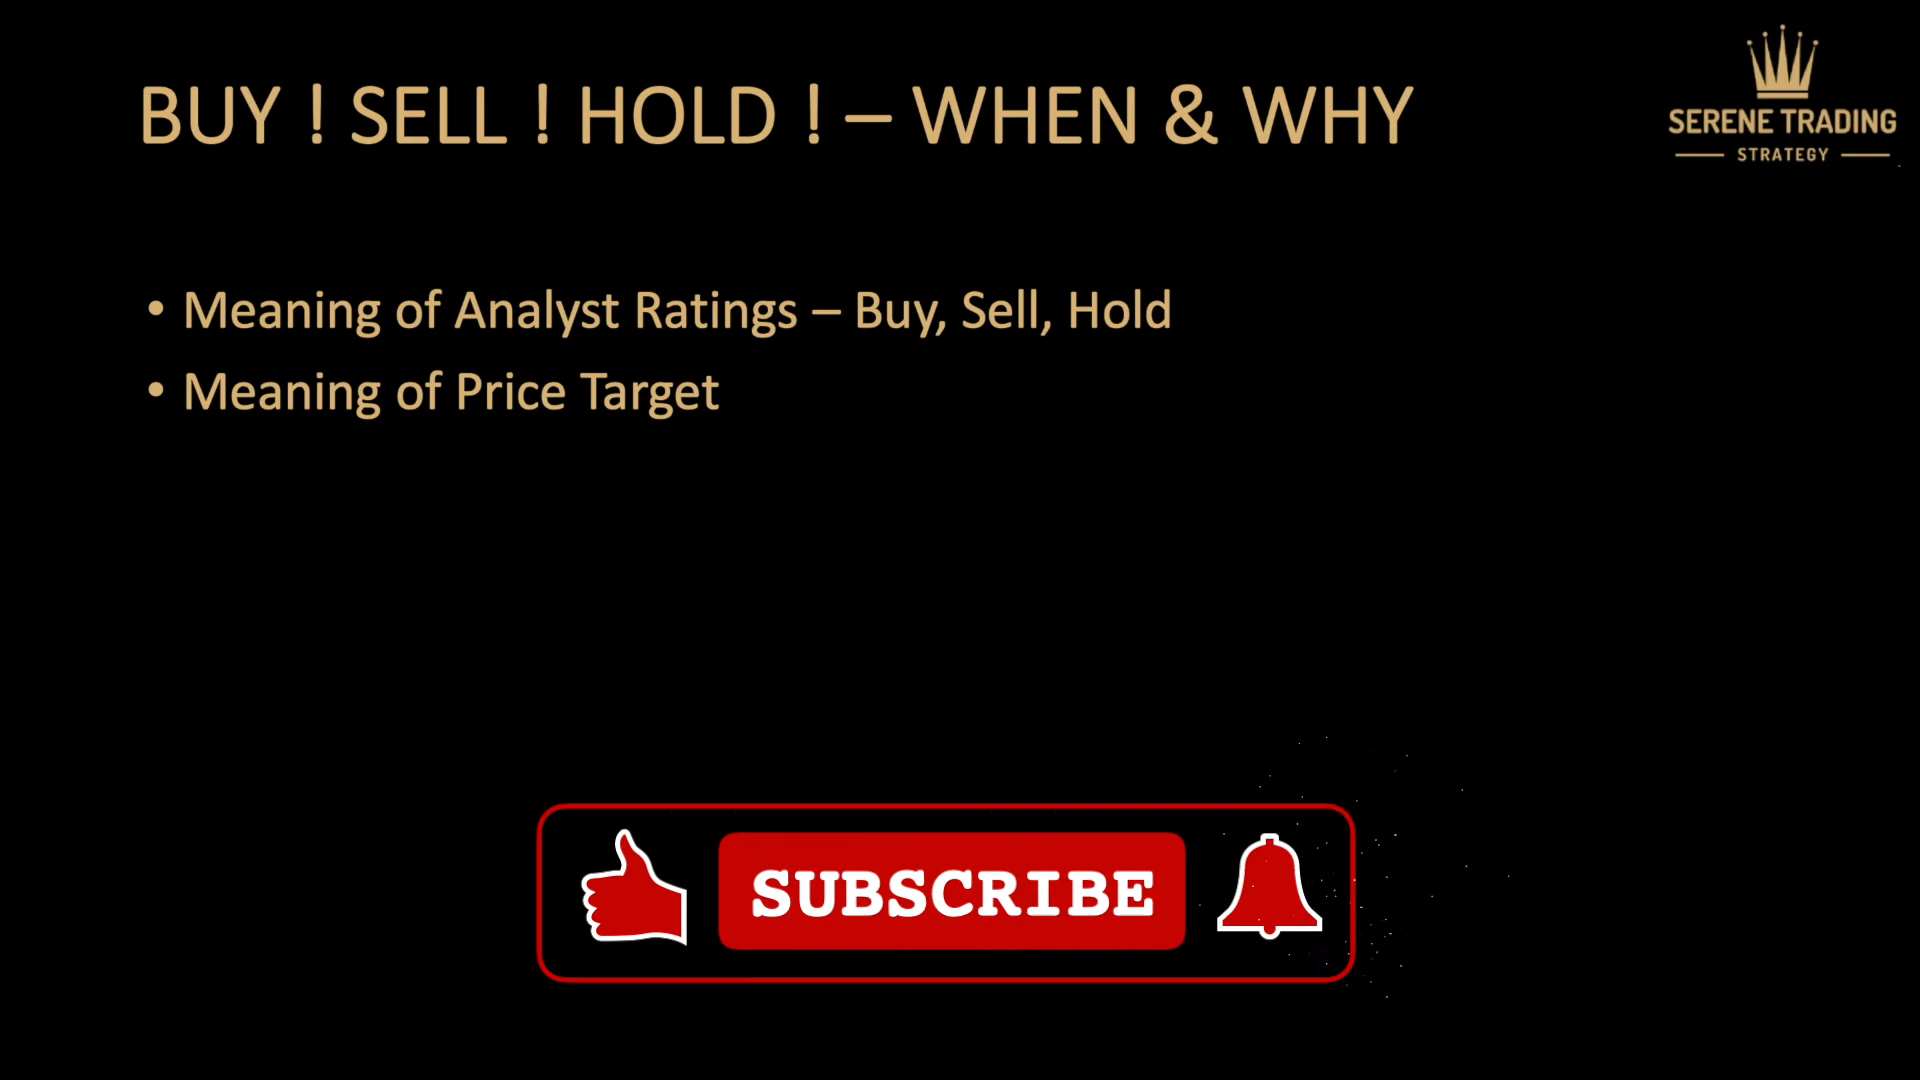 BUY ! SELL ! HOLD ! – WHEN & WHY
SERENE TRADING
STRATEGY
• Meaning of Analyst Ratings – Buy, Sell, Hold
• Meaning of Price Target
SUBSCRIBE